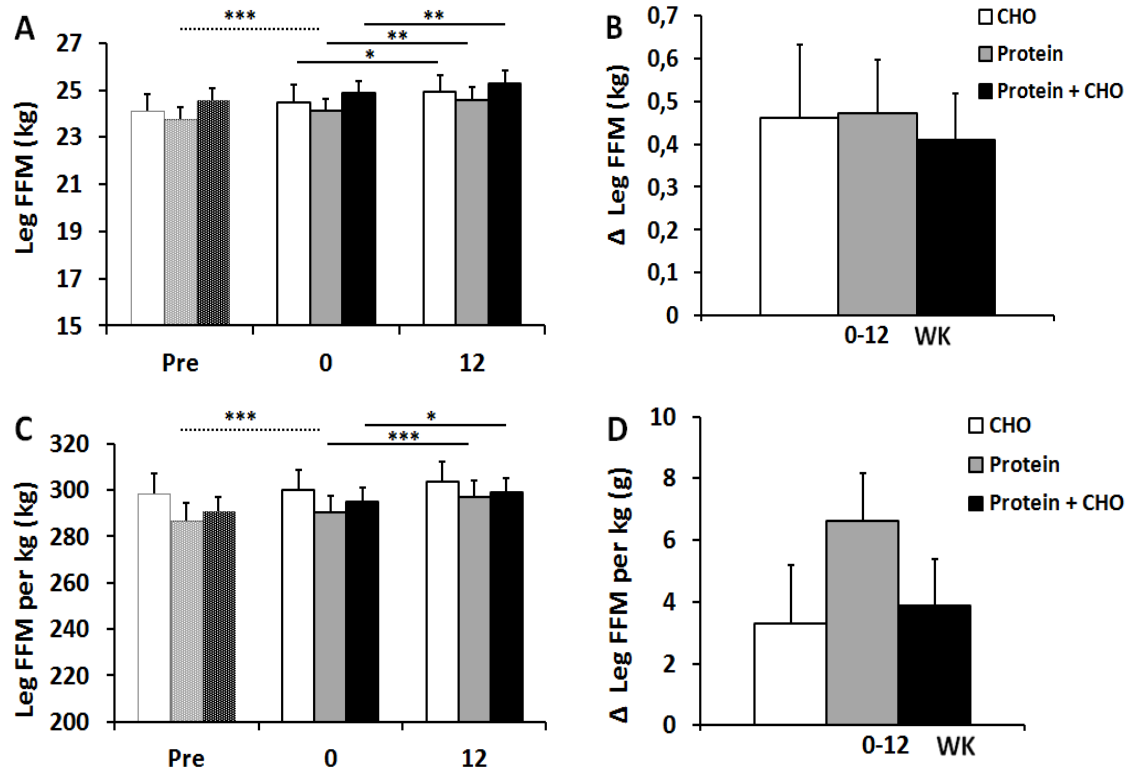 A
***
**
**
*
Leg FFM (kg)
27
25
23
21
19
17
15
Pre
0
12
B
Δ Leg FFM (kg)
0,7
0,6
0,5
0,4
0,3
0,2
0,1
0
CHO
Protein
Protein + CHO
0-12 WK
C
***
*
***
Leg FFM per kg (kg)
320
300
280
260
240
220
200
Pre
0
12
D
Δ Leg FFM per kg (g)
10
8
6
4
2
0
CHO
Protein
Protein + CHO
0-12 WK